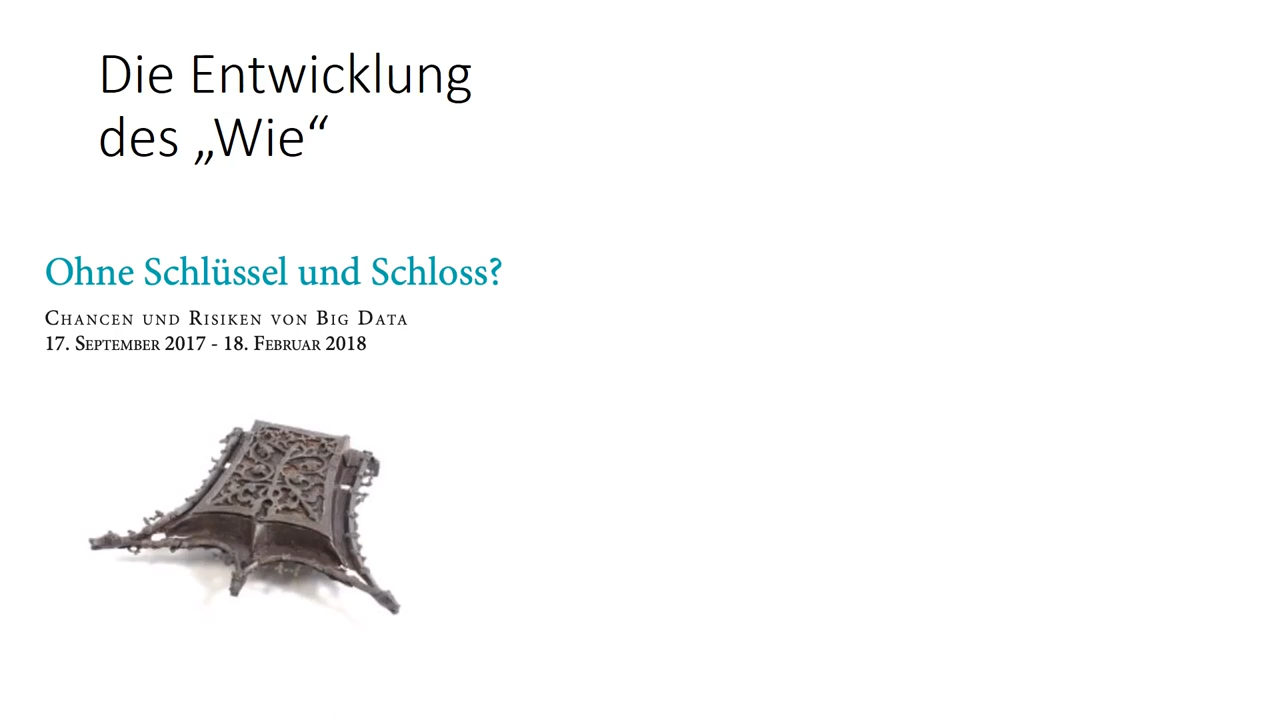 Die Entwicklung
des „Wie“
Ohne Schlüssel und Schloss?
Chancen und Risiken von Big Data
17. September 2017 - 18. Februar 2018